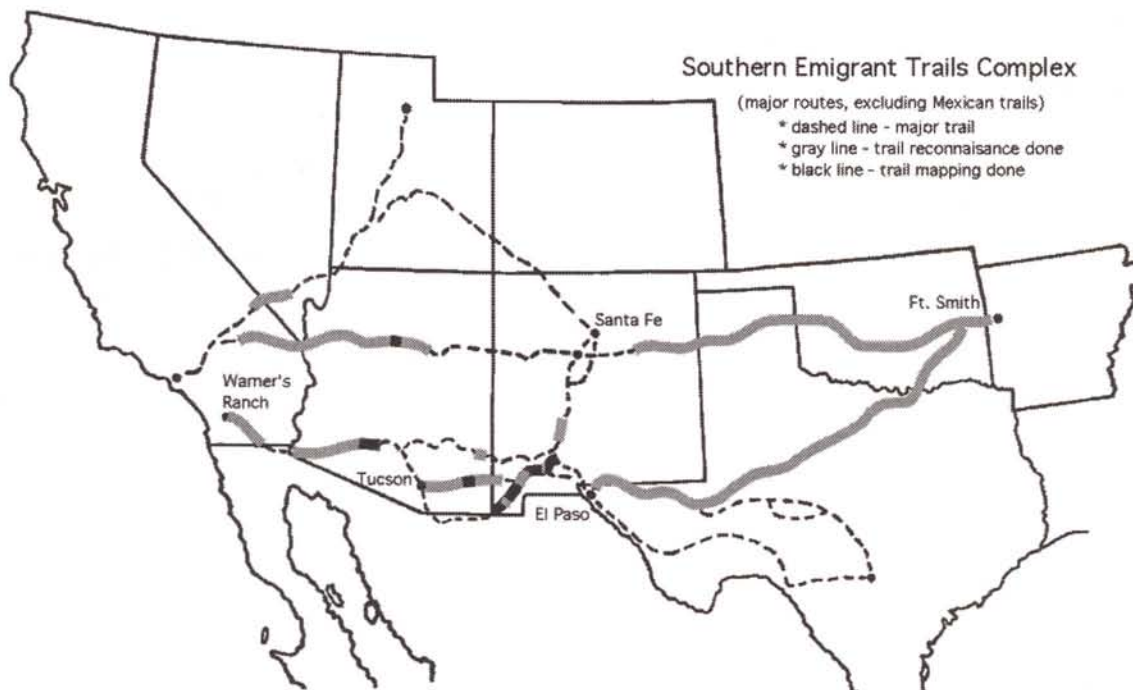 Southern Emigrant Trails Complex
(major routes, excluding Mexican trails)
* dashed line - major trail
* gray line - trail reconnaisance done
* black line - trail mapping done
Ft. Smith
Santa Fe
Warner's
Ranch
Tucson
El Paso